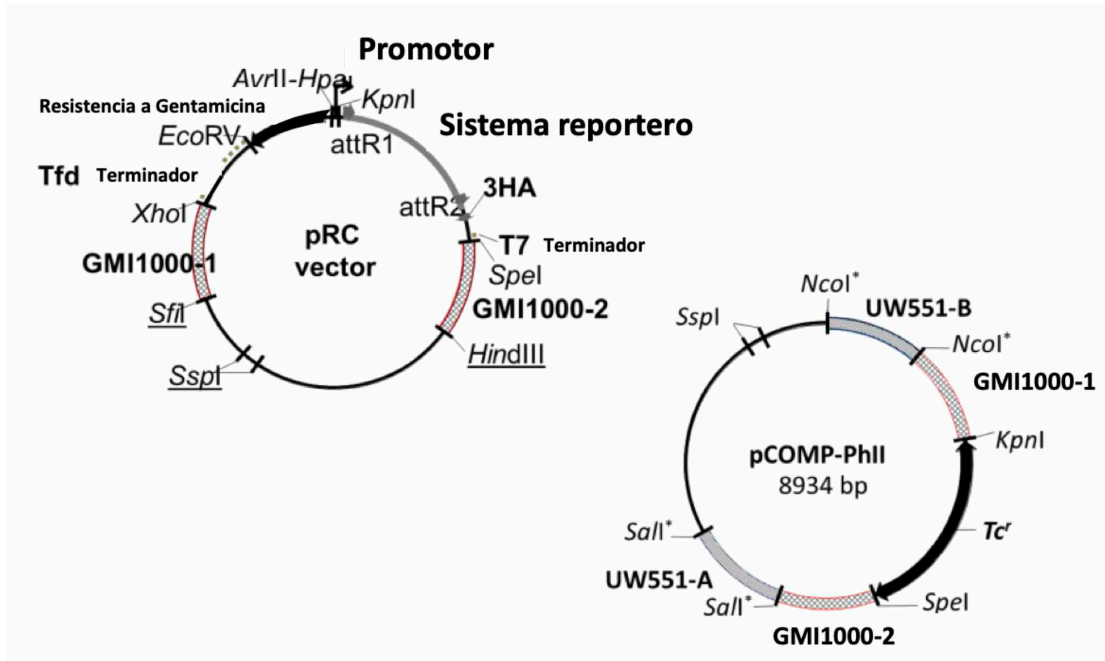 Promotor
AvrII-HpaI
KpnI
Resistencia a Gentamicina
Sistema reportero
EcoRV
attR1
Tfd Terminador
3HA
attR2
XhoI
pRC
vector
T7 Terminador
SpeI
GMI1000-1
GMI1000-2
SfiI
HindIII
SspI
NcoI*
UW551-B
SspI
NcoI*
GMI1000-1
KpnI
pCOMP-PhII
8934 bp
Tcr
SalI*
UW551-A
SalI*
SpeI
GMI1000-2